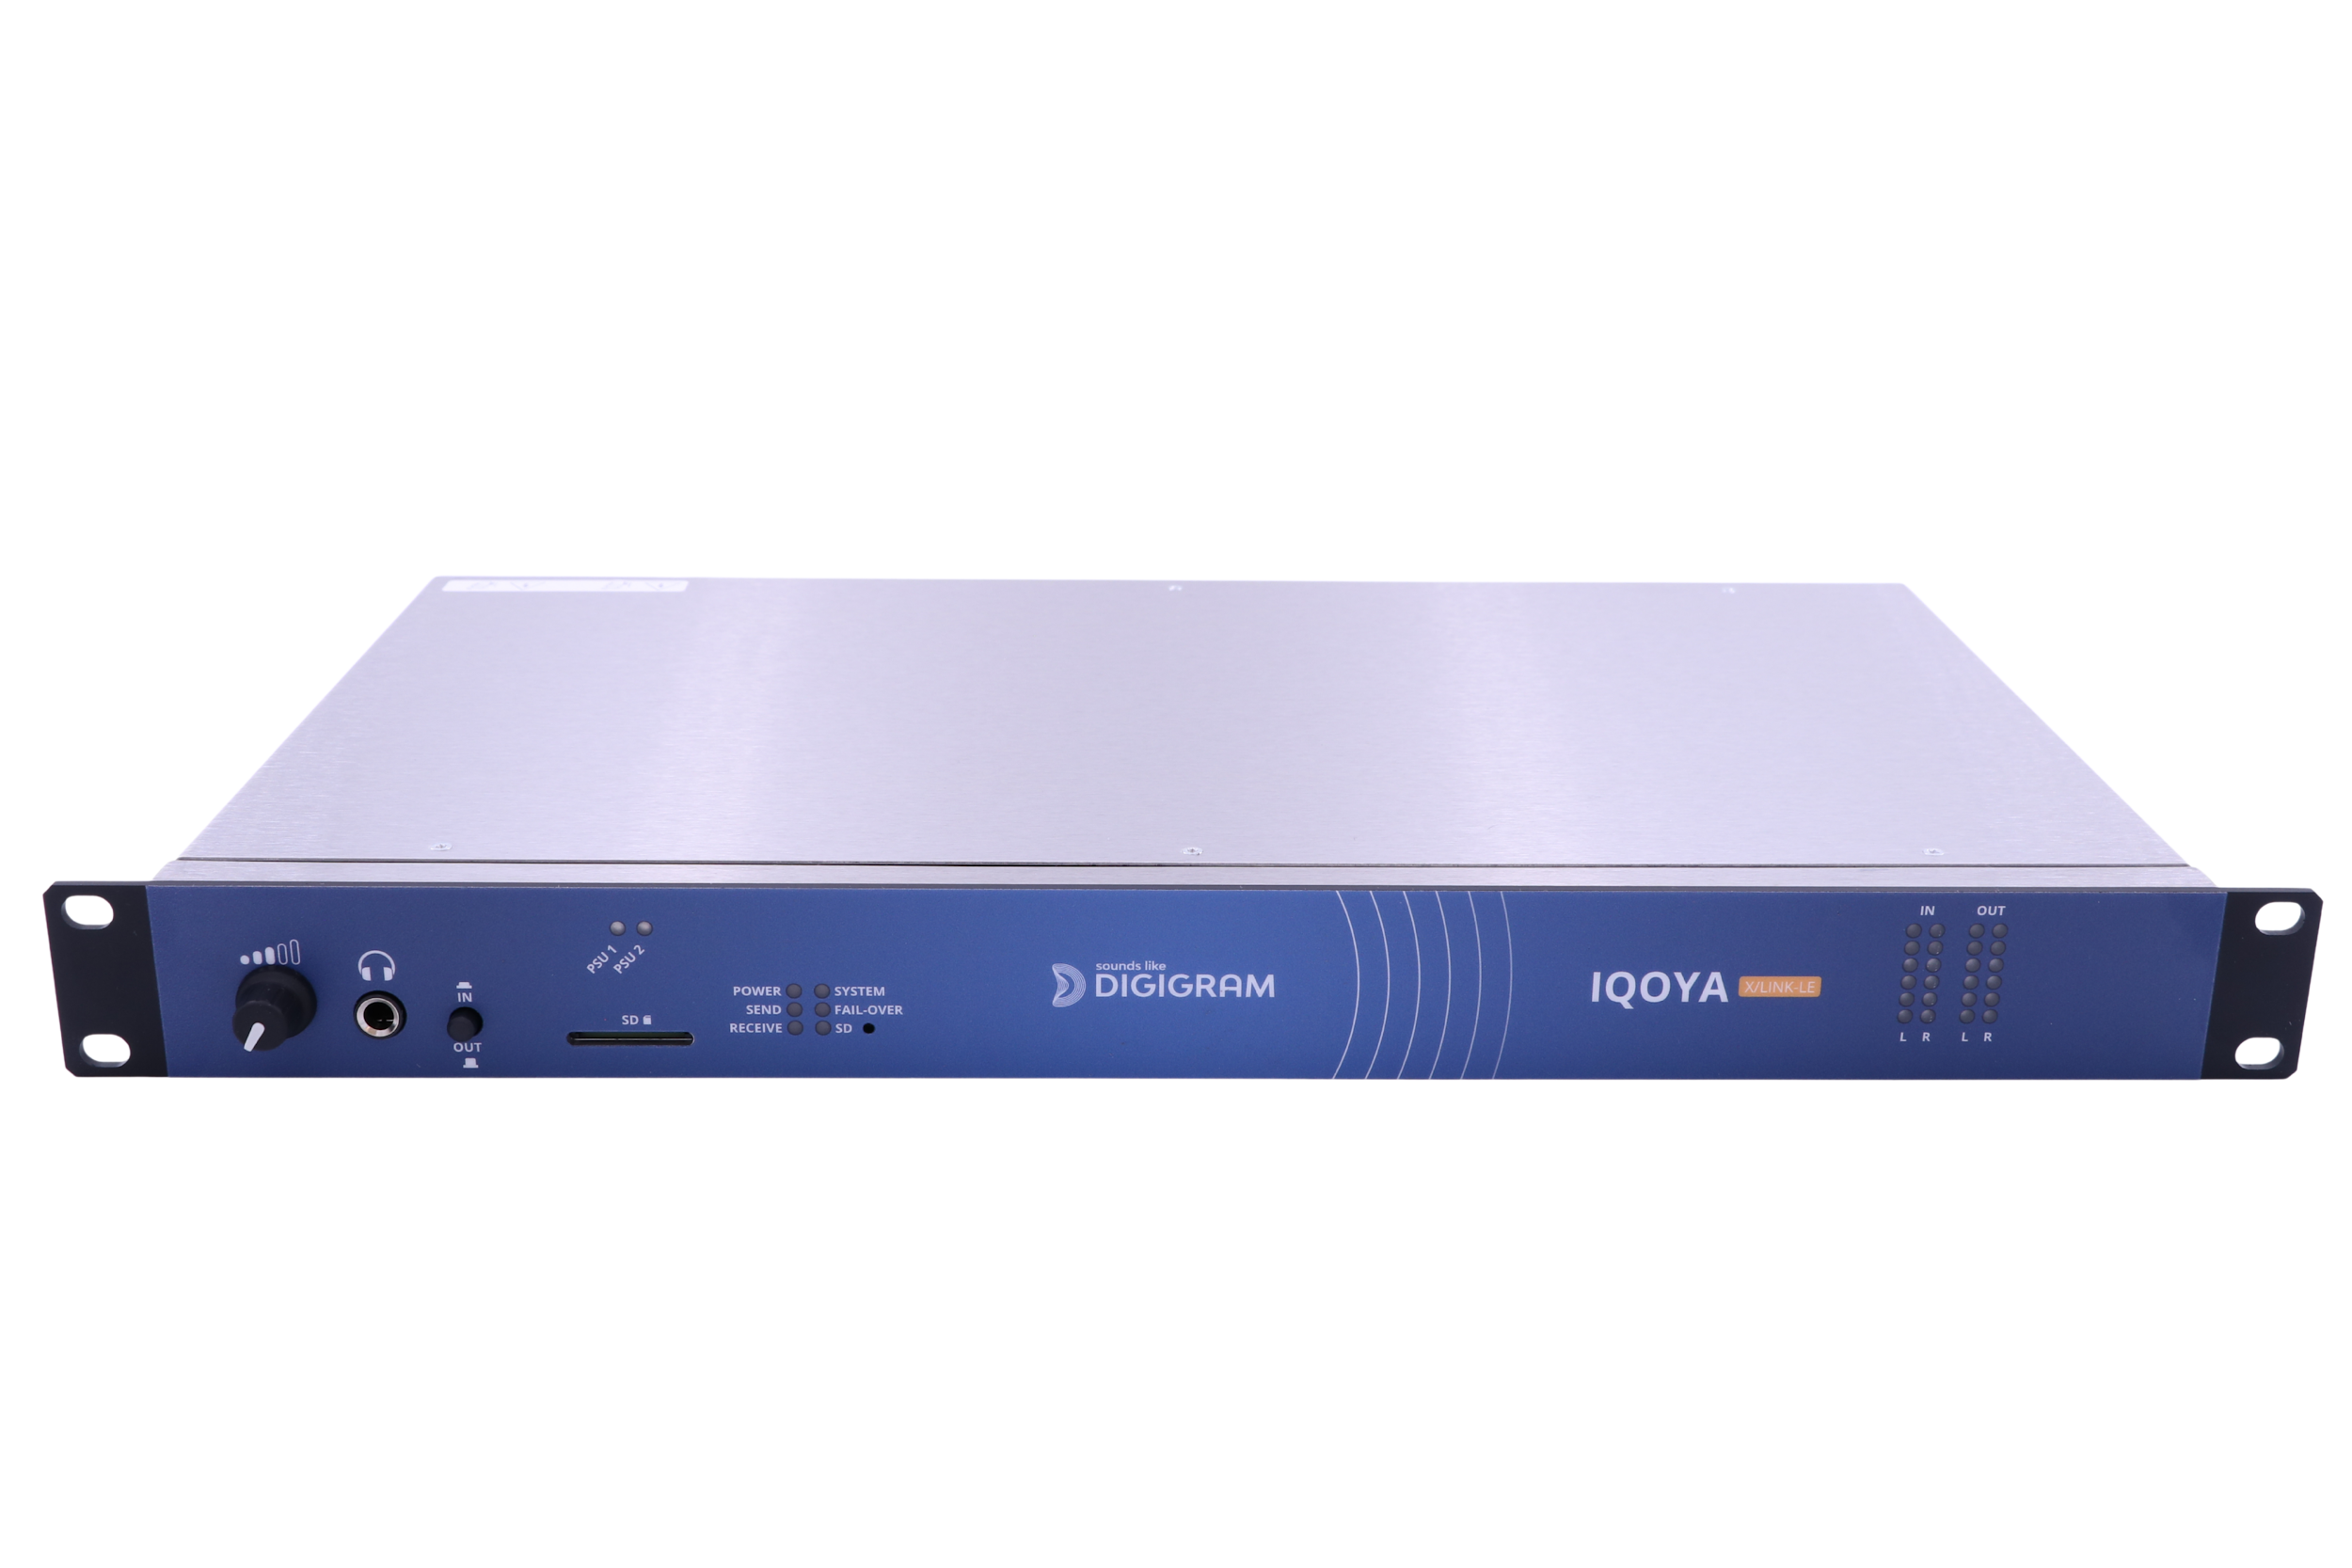 IN
OUT
PSU 1
PSU 2
SD
POWER
SEND
RECEIVE
SYSTEM
FAIL-OVER
SD
sounds like
DIGIGRAM
IQOYA X/LINK-LE
IN OUT
L R L R